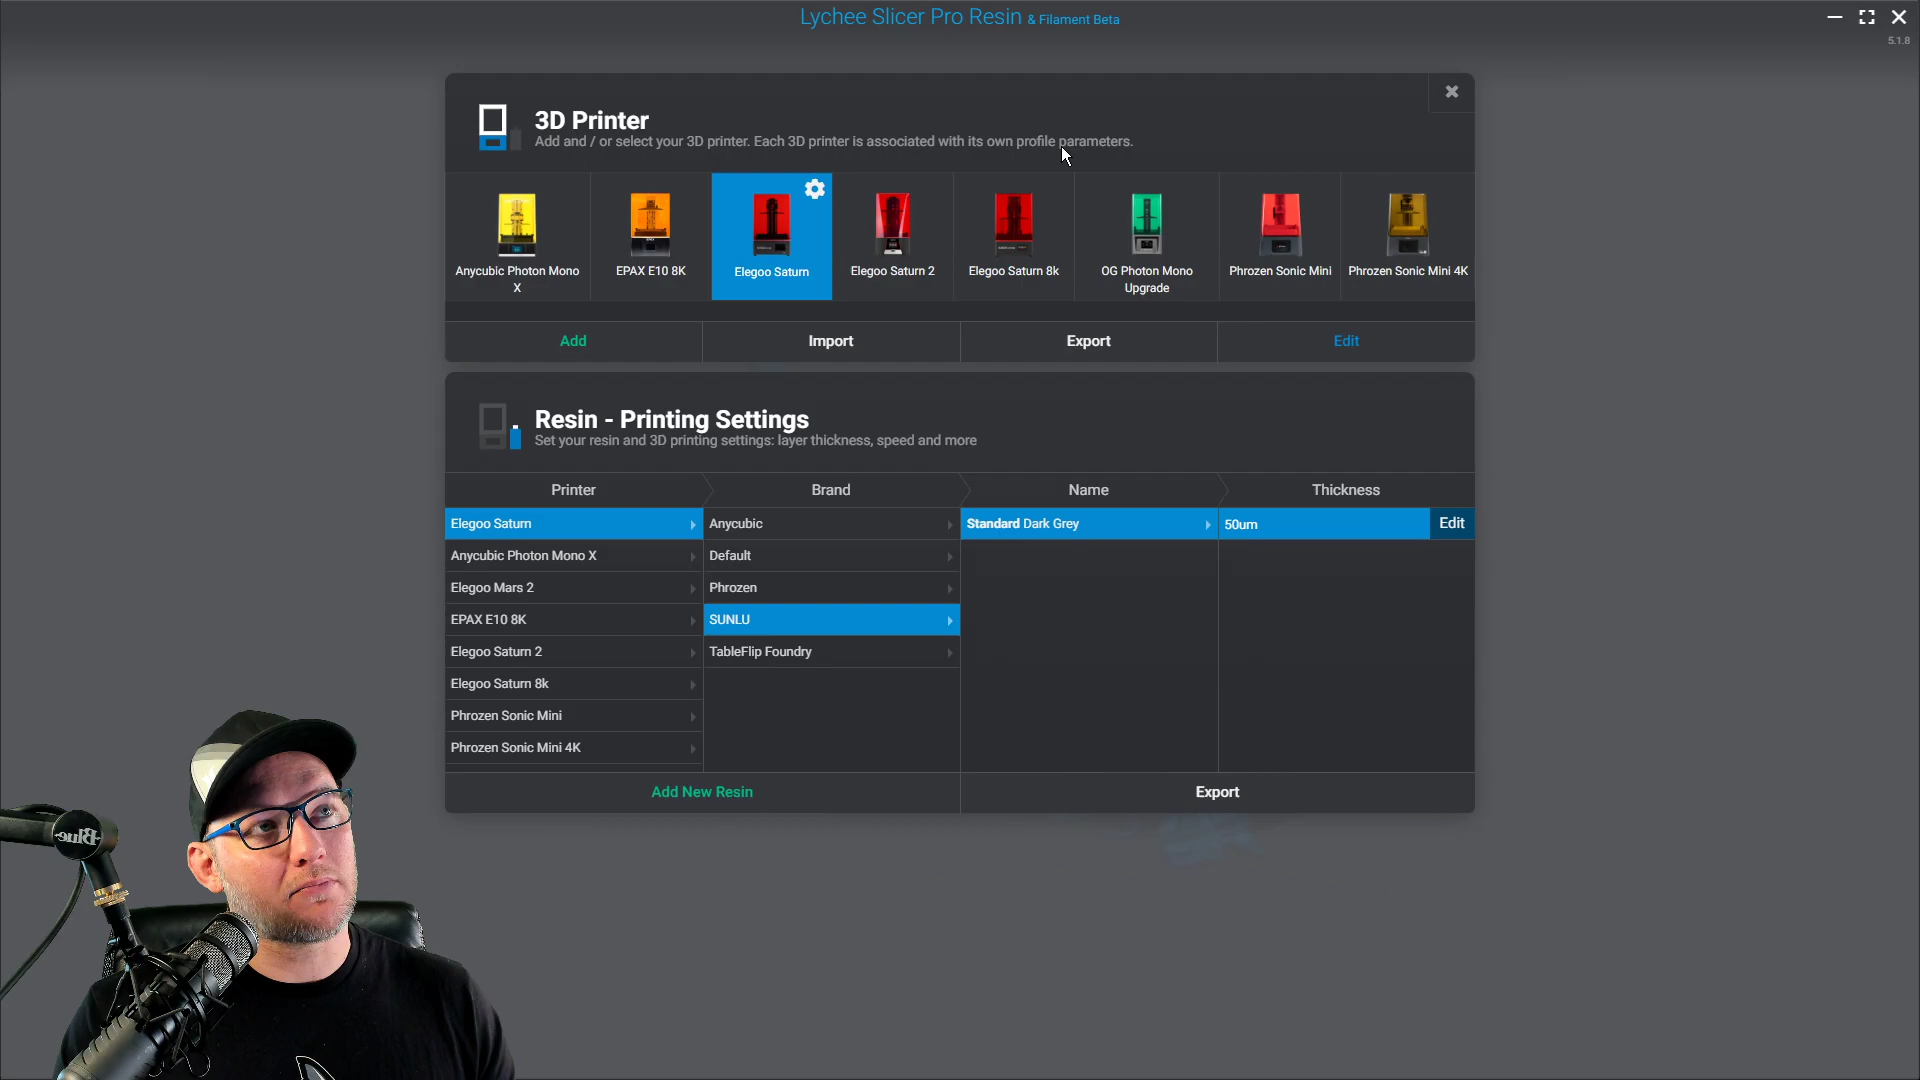 Lychee Slicer Pro Resin & Filament Beta
5.1.8
3D Printer
Add and / or select your 3D printer. Each 3D printer is associated with its own profile parameters.
Anycubic Photon Mono
X
EPAX E10 8K
Elegoo Saturn
Elegoo Saturn 2
Elegoo Saturn 8k
OG Photon Mono
Upgrade
Phrozen Sonic Mini
Phrozen Sonic Mini 4K
Add
Import
Export
Edit
Resin - Printing Settings
Set your resin and 3D printing settings: layer thickness, speed and more
Printer
Brand
Name
Thickness
Elegoo Saturn
Anycubic
Standard Dark Grey
50um
Edit
Anycubic Photon Mono X
Default
Elegoo Mars 2
Phrozen
EPAX E10 8K
SUNLU
Elegoo Saturn 2
TableFlip Foundry
Elegoo Saturn 8k
Phrozen Sonic Mini
Phrozen Sonic Mini 4K
Add New Resin
Export
Blue